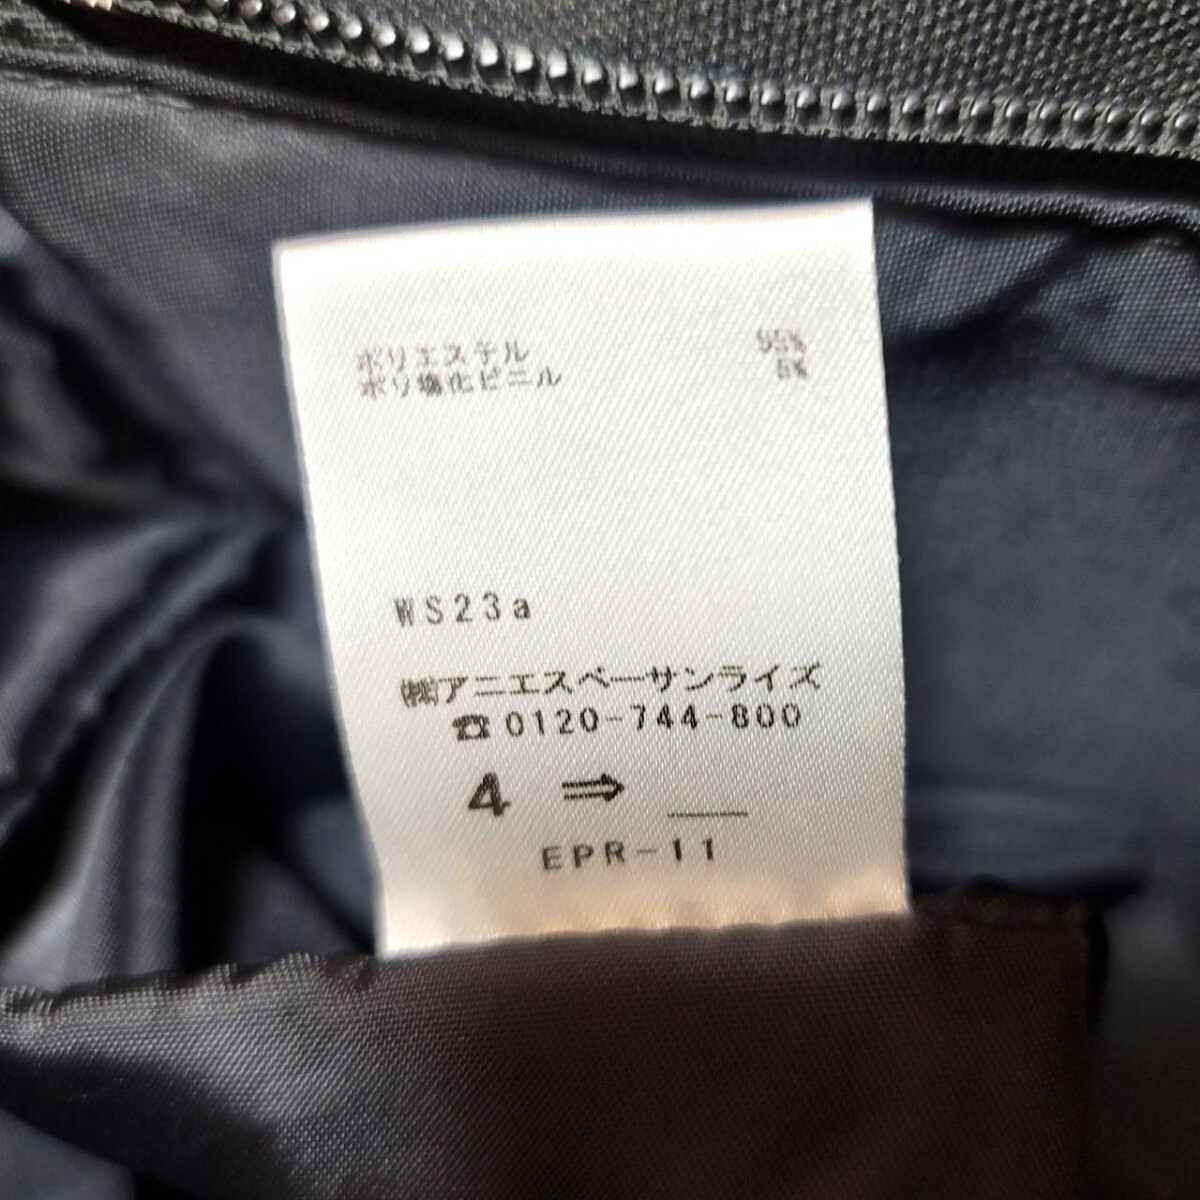 ポリエステル 95%
ポリ塩化ビニル 5%
WS23a
㈱アニエスベーサンライズ
☎0120-744-800
4 ⇒ ___
EPR-11